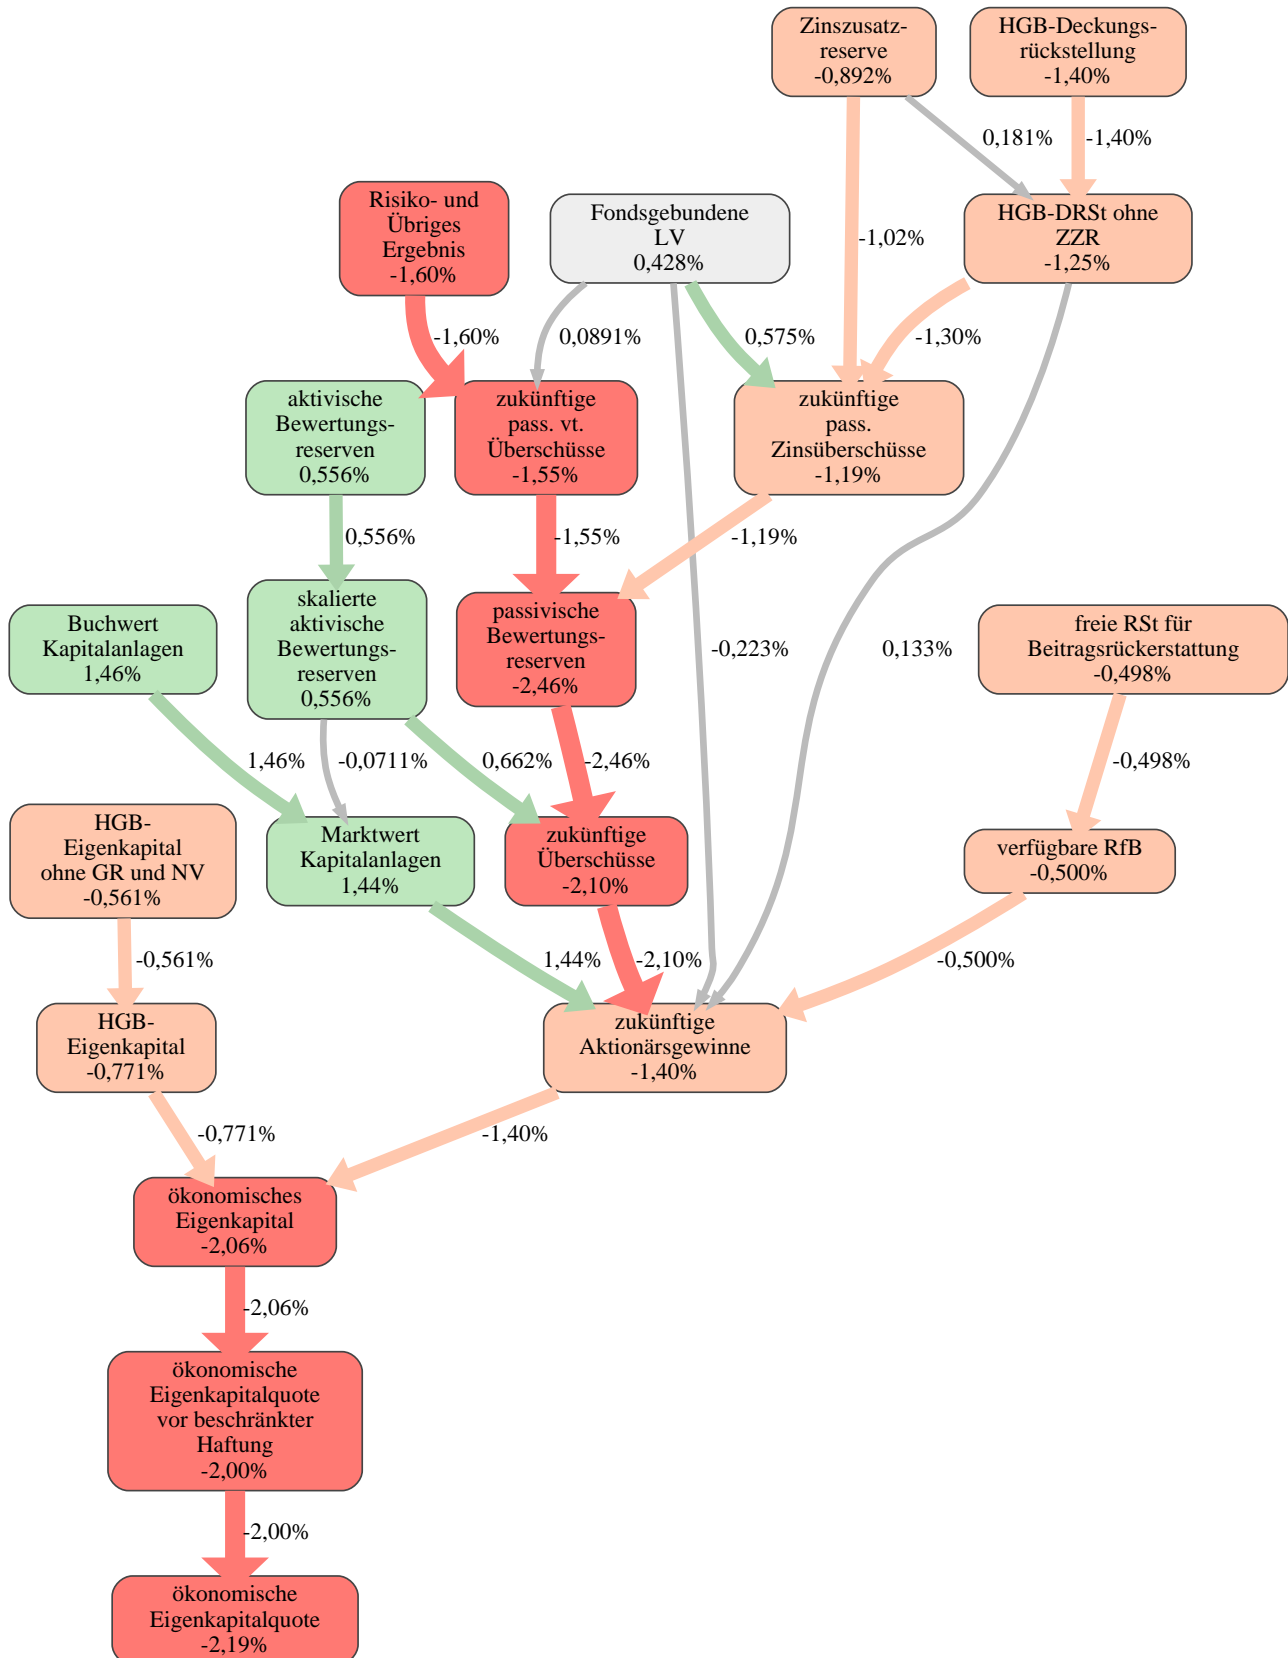 Zinszusatz-
reserve
-0,892%
HGB-Deckungs-
rückstellung
-1,40%
0,181%
-1,40%
Risiko- und
Übriges
Ergebnis
-1,60%
Fondsgebundene
LV
0,428%
-1,02%
HGB-DRSt ohne
ZZR
-1,25%
-1,60%
0,0891%
0,575%
-1,30%
aktivische
Bewertungs-
reserven
0,556%
zukünftige
pass. vt.
Überschüsse
-1,55%
zukünftige
pass.
Zinsüberschüsse
-1,19%
0,556%
-1,55%
-1,19%
Buchwert
Kapitalanlagen
1,46%
skalierte
aktivische
Bewertungs-
reserven
0,556%
passivische
Bewertungs-
reserven
-2,46%
-0,223%
0,133%
freie RSt für
Beitragsrückerstattung
-0,498%
1,46%
-0,0711%
0,662%
-2,46%
-0,498%
HGB-
Eigenkapital
ohne GR und NV
-0,561%
Marktwert
Kapitalanlagen
1,44%
zukünftige
Überschüsse
-2,10%
verfügbare RfB
-0,500%
-0,561%
1,44%
-2,10%
-0,500%
HGB-
Eigenkapital
-0,771%
zukünftige
Aktionärsgewinne
-1,40%
-0,771%
-1,40%
ökonomisches
Eigenkapital
-2,06%
-2,06%
ökonomische
Eigenkapitalquote
vor beschränkter
Haftung
-2,00%
-2,00%
ökonomische
Eigenkapitalquote
-2,19%